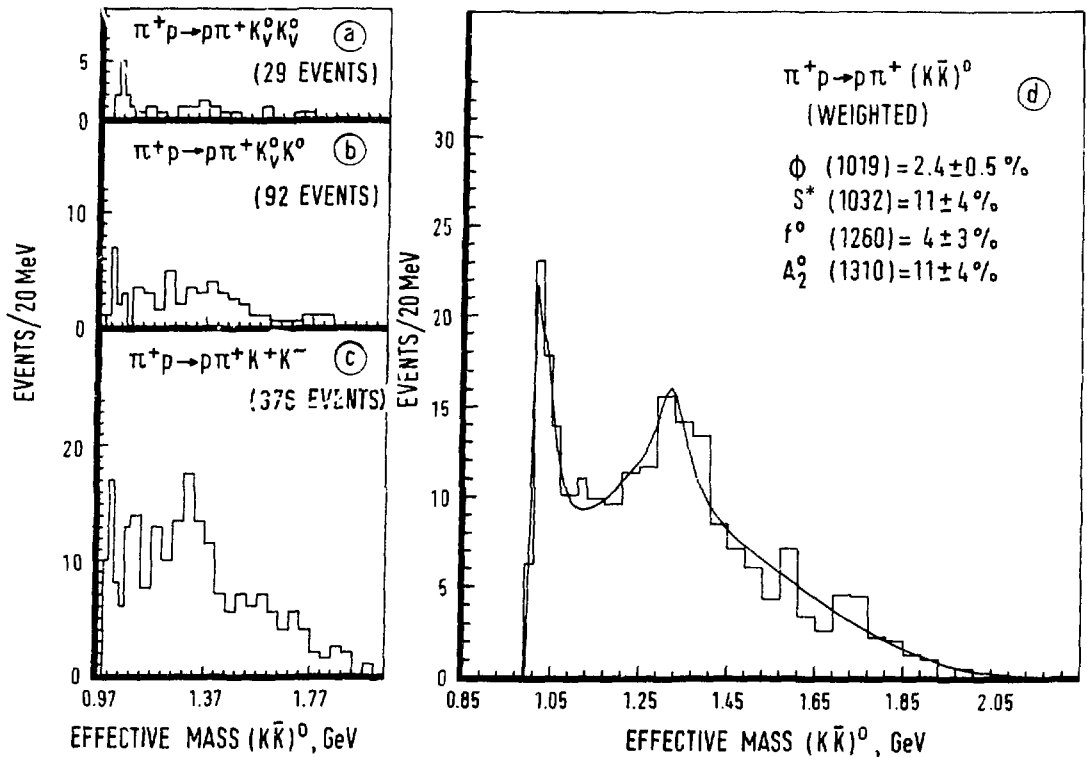 π⁺p→pπ⁺K⁰ᵥK⁰ᵥ ⓐ
(29 EVENTS)
5
0
π⁺p→pπ⁺K⁰ᵥK⁰ ⓑ
(92 EVENTS)
10
0
π⁺p→pπ⁺K⁺K⁻ ⓒ
(376 EVENTS)
20
10
0
EVENTS/20 MeV
0.97 1.37 1.77
EFFECTIVE MASS (KK̄)⁰, GeV
π⁺p→pπ⁺(KK̄)⁰ ⓓ
(WEIGHTED)
ϕ (1019) = 2.4±0.5 %
S* (1032) = 11±4%
f⁰ (1260) = 4±3%
A₂⁰ (1310) = 11±4%
30
25
20
15
10
5
0
EVENTS/20 MeV
0.85 1.05 1.25 1.45 1.65 1.85 2.05
EFFECTIVE MASS (KK̄)⁰, GeV